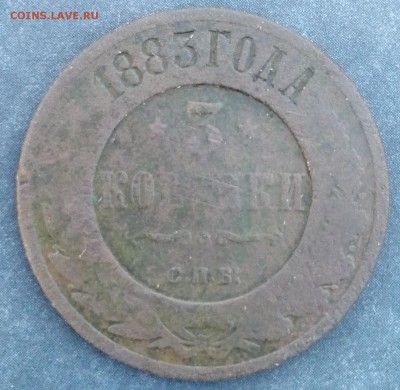 COINS.LAVE.RU
1883 ГОДА
3
КОПѢЙКИ
С.П.Б.